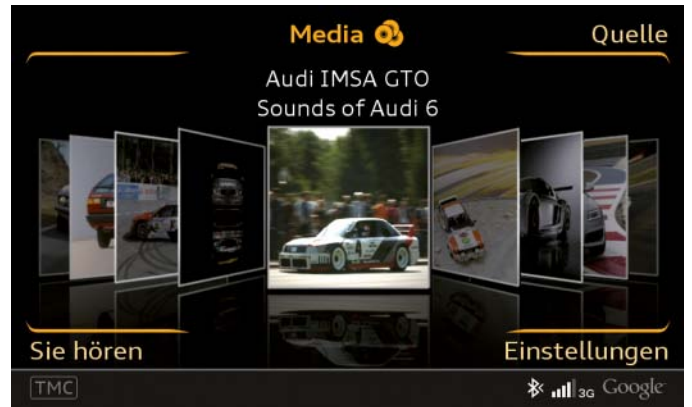 Media
Quelle
Audi IMSA GTO
Sounds of Audi 6
Sie hören
Einstellungen
TMC
3G Google